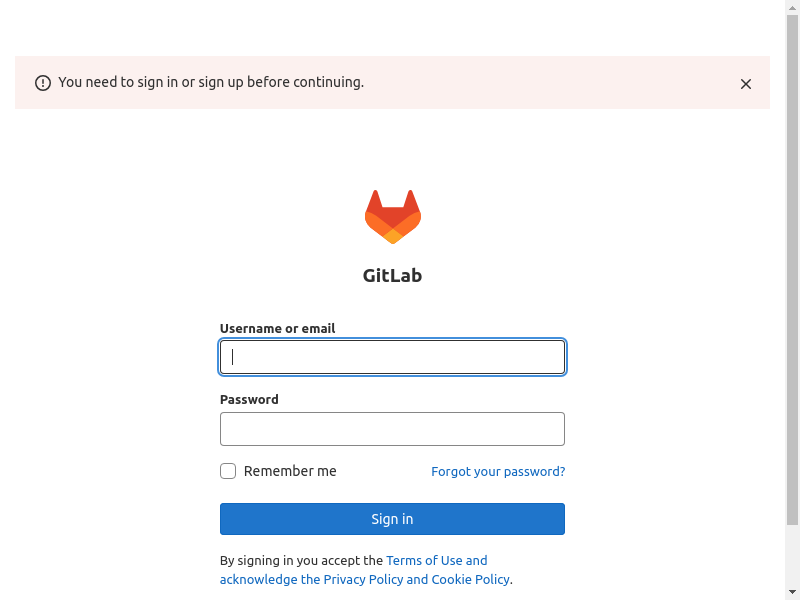 You need to sign in or sign up before continuing.
GitLab
Username or email
Password
Remember me
Forgot your password?
Sign in
By signing in you accept the Terms of Use and
acknowledge the Privacy Policy and Cookie Policy.